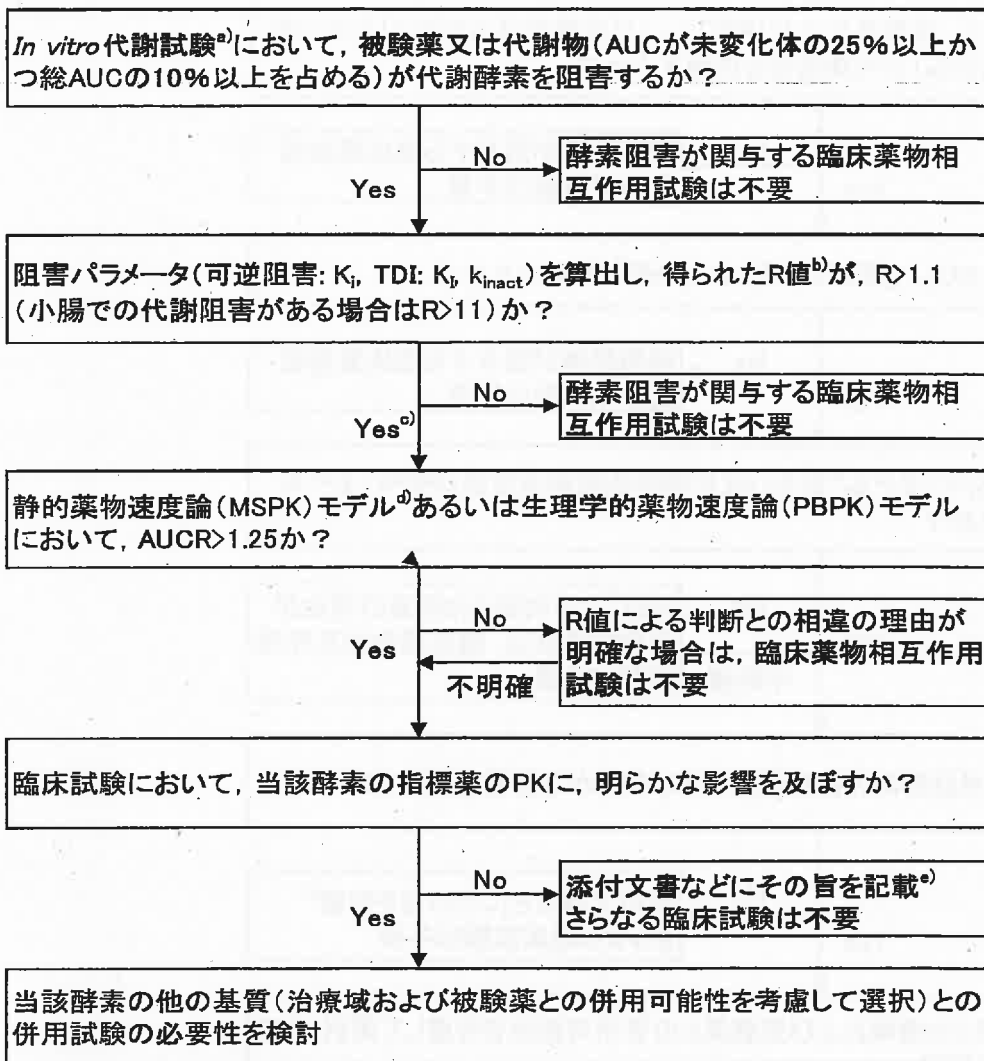 In vitro代謝試験a)において，被験薬又は代謝物(AUCが未変化体の25%以上か
つ総AUCの10%以上を占める)が代謝酵素を阻害するか？
No
酵素阻害が関与する臨床薬物相
互作用試験は不要
Yes
阻害パラメータ(可逆阻害: Ki, TDI: KI, kinact)を算出し，得られたR値b)が，R>1.1
(小腸での代謝阻害がある場合はR>11)か？
No
酵素阻害が関与する臨床薬物相
互作用試験は不要
Yesc)
静的薬物速度論(MSPK)モデルd)あるいは生理学的薬物速度論(PBPK)モデル
において，AUCR>1.25か？
No
R値による判断との相違の理由が
明確な場合は，臨床薬物相互作用
試験は不要
Yes
不明確
臨床試験において，当該酵素の指標薬のPKに，明らかな影響を及ぼすか？
No
添付文書などにその旨を記載e)
さらなる臨床試験は不要
Yes
当該酵素の他の基質(治療域および被験薬との併用可能性を考慮して選択)との
併用試験の必要性を検討